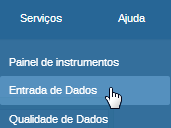 Serviços Ajuda
Painel de instrumentos
Entrada de Dados
Qualidade de Dados